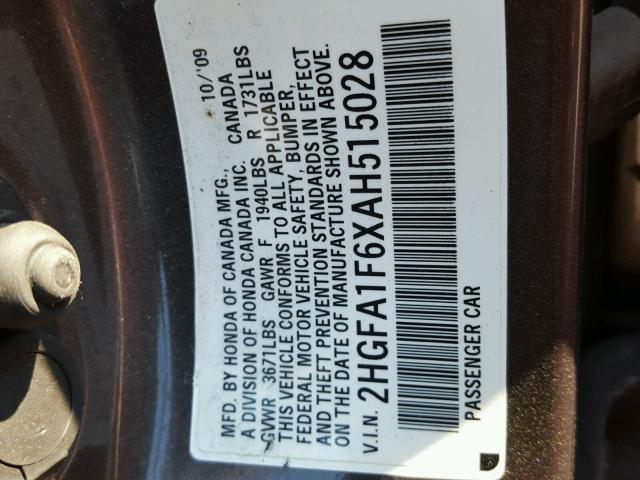 MFD. BY HONDA OF CANADA MFG., 10/'09
A DIVISION OF HONDA CANADA INC. CANADA
GVWR 3671LBS GAWR F 1940LBS R 1731LBS
THIS VEHICLE CONFORMS TO ALL APPLICABLE
FEDERAL MOTOR VEHICLE SAFETY, BUMPER,
AND THEFT PREVENTION STANDARDS IN EFFECT
ON THE DATE OF MANUFACTURE SHOWN ABOVE.
V.I.N. 2HGFA1F6XAH515028
PASSENGER CAR